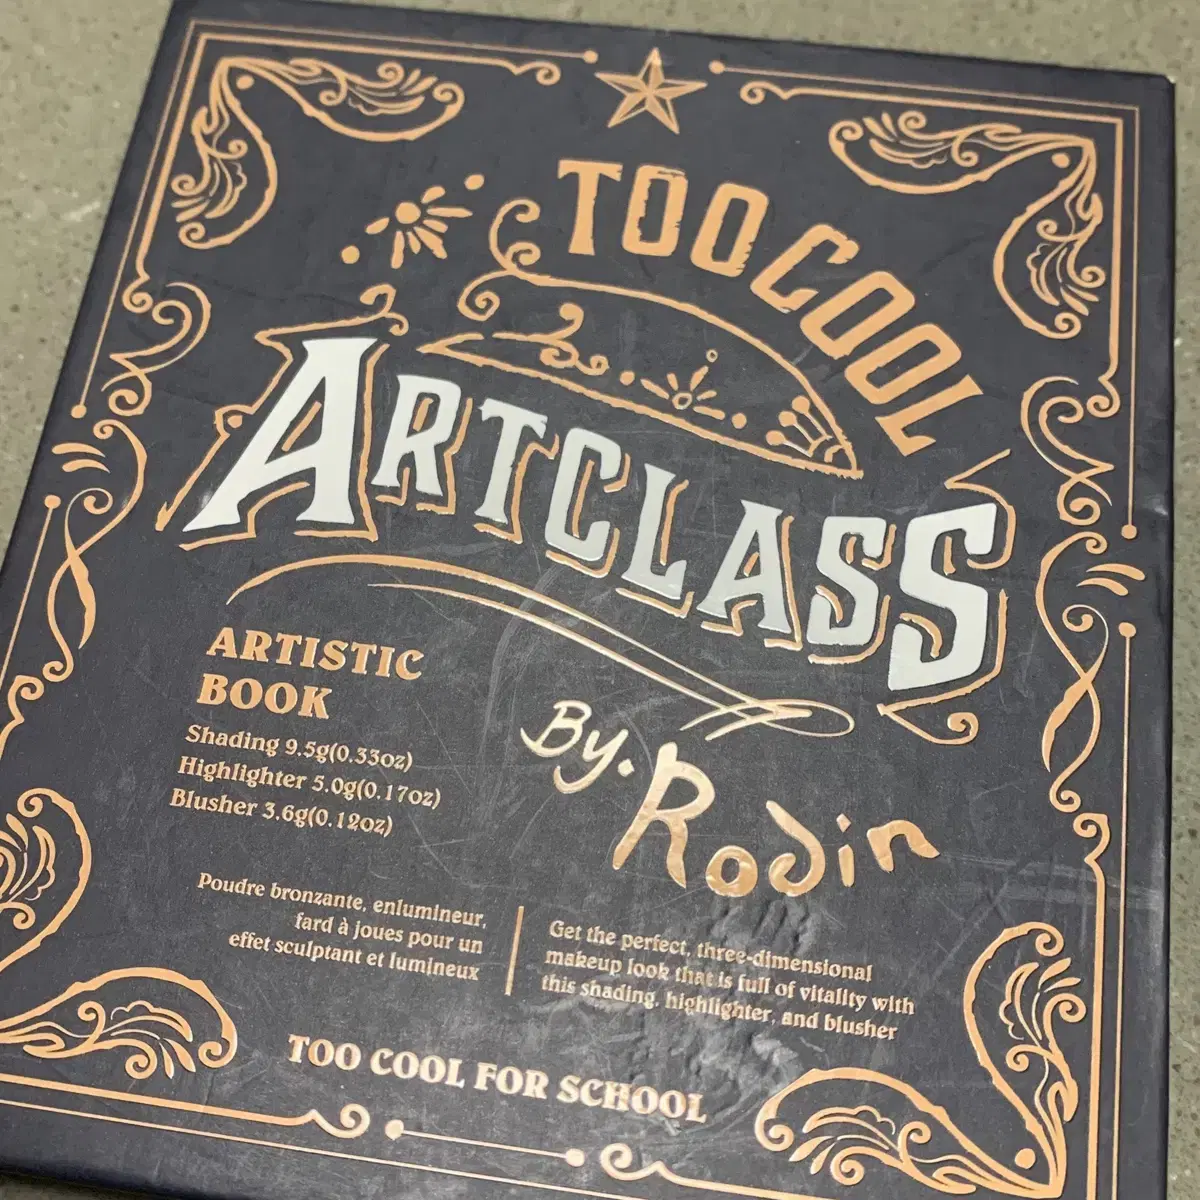 TOO COOL
ARTCLASS
By. Rodin
ARTISTIC
BOOK
Shading 9.5g(0.33oz)
Highlighter 5.0g(0.17oz)
Blusher 3.6g(0.12oz)
Poudre bronzante, enlumineur,
fard à joues pour un
effet sculptant et lumineux
Get the perfect, three-dimensional
makeup look that is full of vitality with
this shading, highlighter, and blusher
TOO COOL FOR SCHOOL